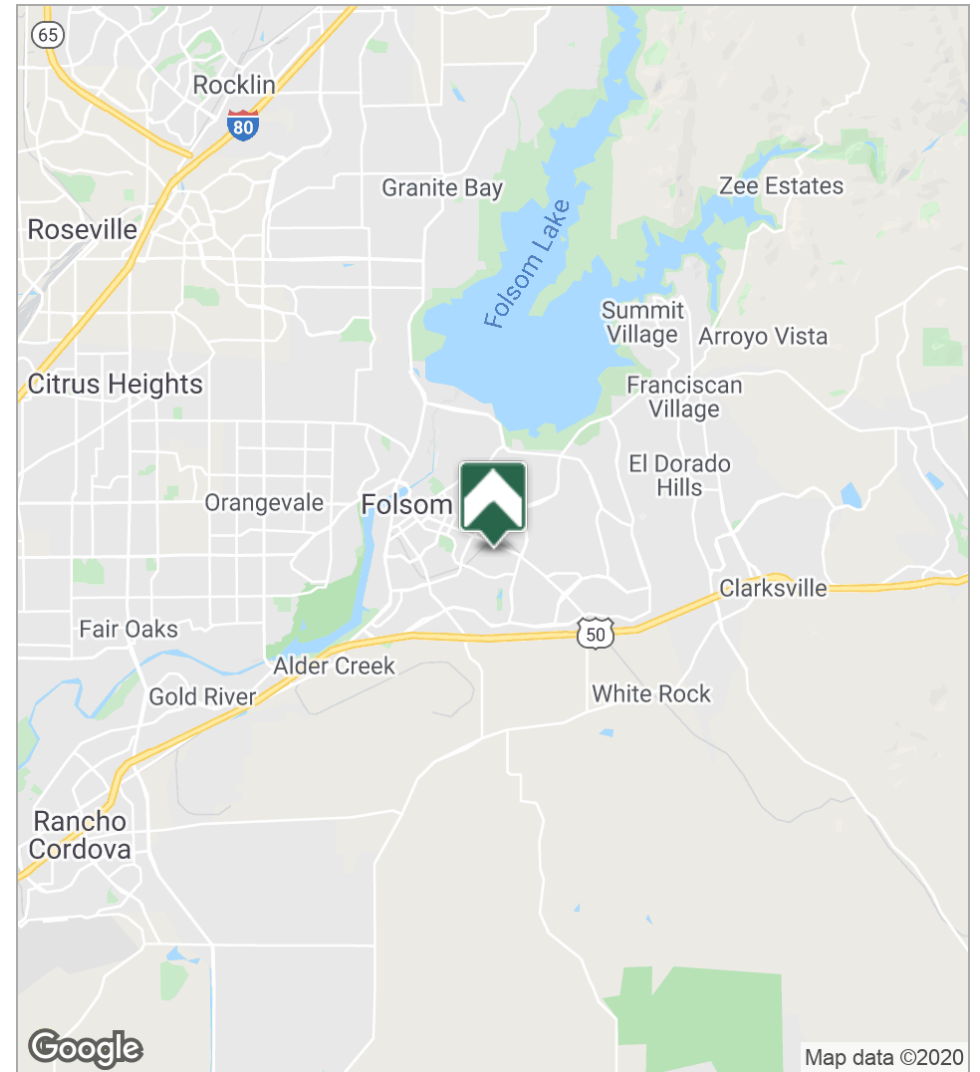 65
Rocklin
80
Granite Bay
Zee Estates
Roseville
Folsom Lake
Summit
Village
Arroyo Vista
Citrus Heights
Franciscan
Village
El Dorado
Hills
Orangevale
Folsom
Clarksville
Fair Oaks
50
Alder Creek
Gold River
White Rock
Rancho
Cordova
Google
Map data ©2020